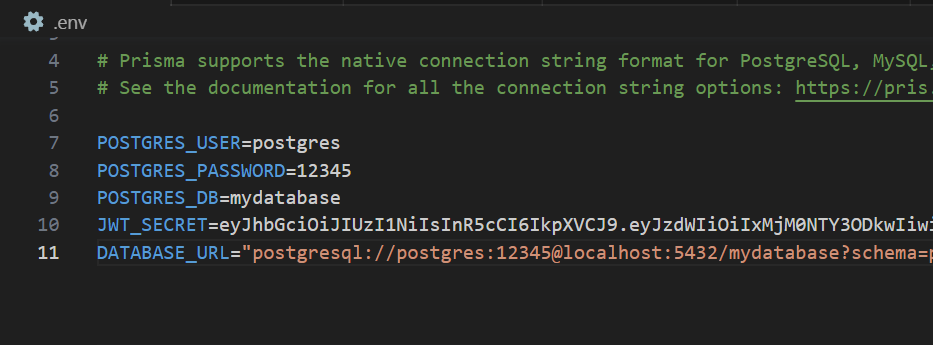 .env
4 # Prisma supports the native connection string format for PostgreSQL, MySQL,
5 # See the documentation for all the connection string options: https://pris.
6
7 POSTGRES_USER=postgres
8 POSTGRES_PASSWORD=12345
9 POSTGRES_DB=mydatabase
10 JWT_SECRET=eyJhbGciOiJIUzI1NiIsInR5cCI6IkpXVCJ9.eyJzdWIiOiIxMjM0NTY3ODkwIiwi
11 DATABASE_URL="postgresql://postgres:12345@localhost:5432/mydatabase?schema=p